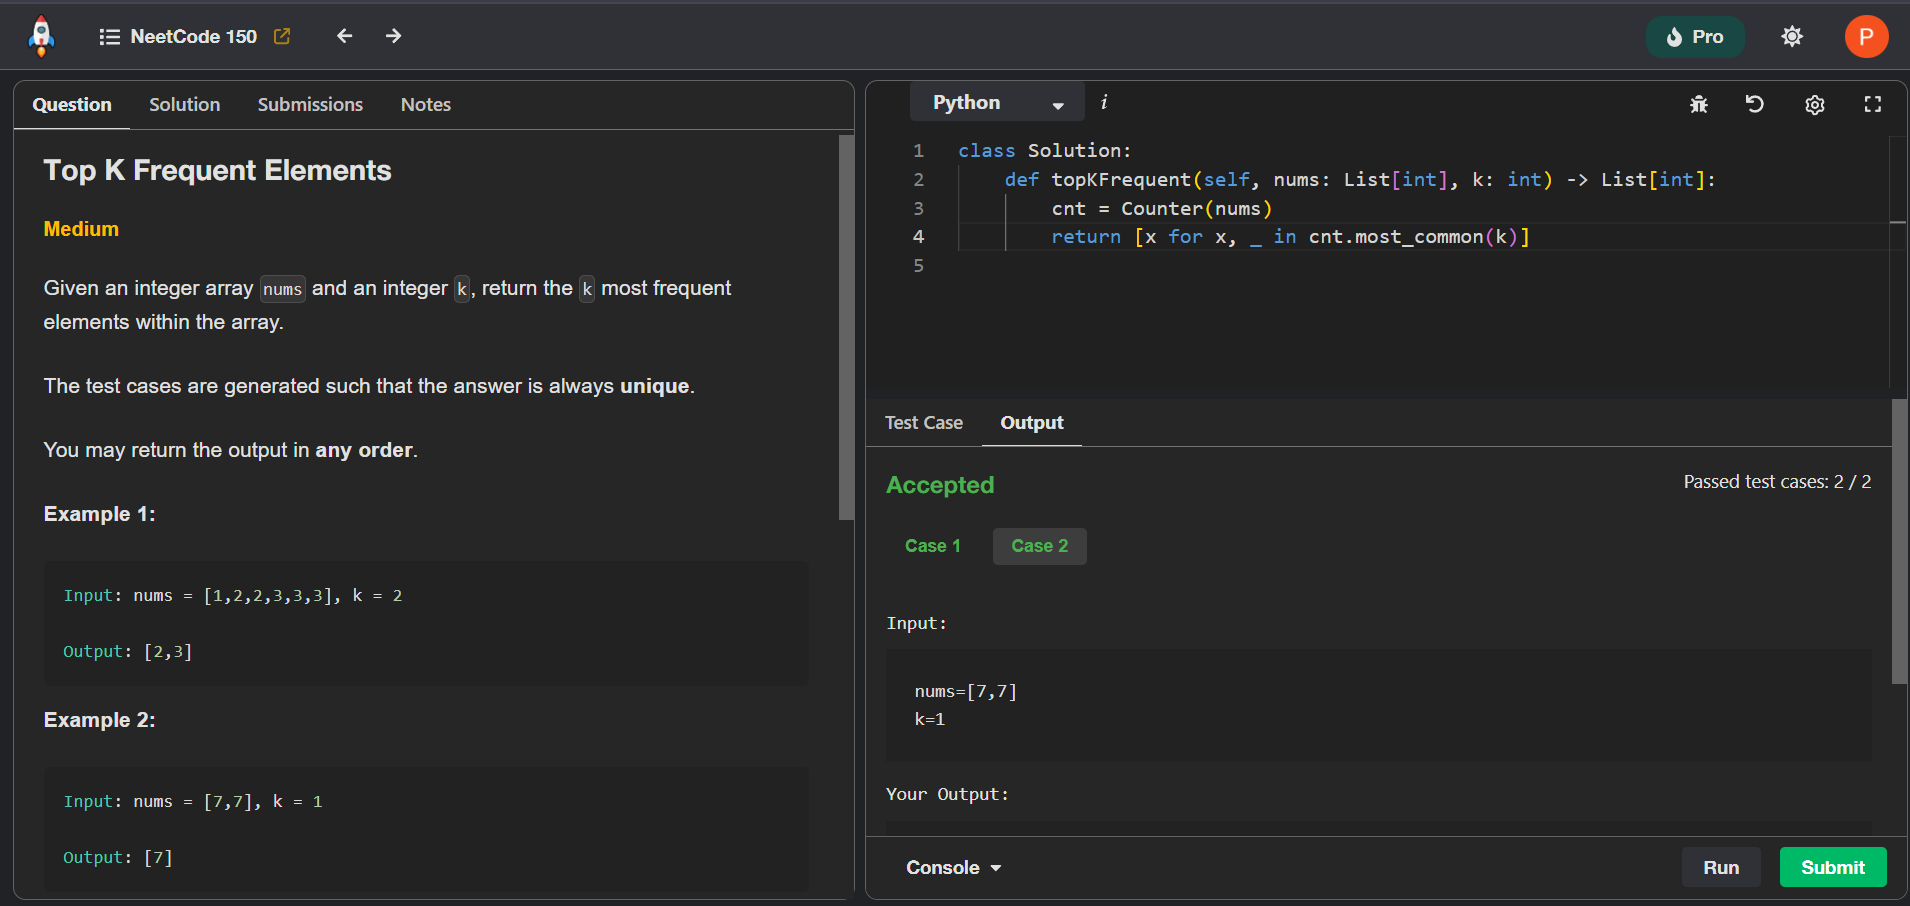 NeetCode 150
Pro
P
Question Solution Submissions Notes
Top K Frequent Elements
Medium
Given an integer array nums and an integer k, return the k most frequent
elements within the array.
The test cases are generated such that the answer is always unique.
You may return the output in any order.
Example 1:
Input: nums = [1,2,2,3,3,3], k = 2
Output: [2,3]
Example 2:
Input: nums = [7,7], k = 1
Output: [7]
Python i
1 class Solution:
2 def topKFrequent(self, nums: List[int], k: int) -> List[int]:
3 cnt = Counter(nums)
4 return [x for x, _ in cnt.most_common(k)]
5
Test Case Output
Accepted Passed test cases: 2 / 2
Case 1 Case 2
Input:
nums=[7,7]
k=1
Your Output:
Console Run Submit